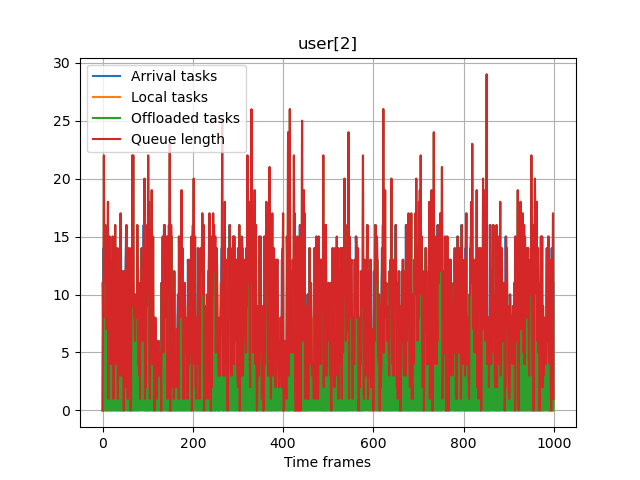 user[2]
30
25
20
15
10
5
0
Arrival tasks
Local tasks
Offloaded tasks
Queue length
0 200 400 600 800 1000
Time frames